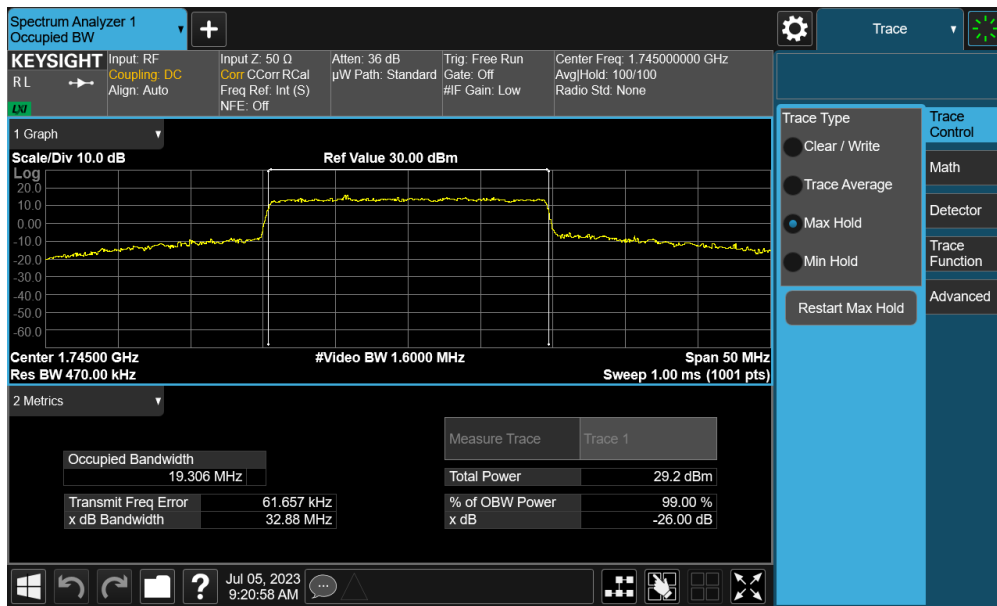 Spectrum Analyzer 1
Occupied BW
Trace
KEYSIGHT
R L
LXI
Input: RF
Coupling: DC
Align: Auto
Input Z: 50 Ω
Corr CCorr RCal
Freq Ref: Int (S)
NFE: Off
Atten: 36 dB
µW Path: Standard
Trig: Free Run
Gate: Off
#IF Gain: Low
Center Freq: 1.745000000 GHz
Avg|Hold: 100/100
Radio Std: None
1 Graph
Scale/Div 10.0 dB
Ref Value 30.00 dBm
Log
20.0
10.0
0.00
-10.0
-20.0
-30.0
-40.0
-50.0
-60.0
Center 1.74500 GHz
#Video BW 1.6000 MHz
Span 50 MHz
Res BW 470.00 kHz
Sweep 1.00 ms (1001 pts)
2 Metrics
Measure Trace
Trace 1
Occupied Bandwidth
19.306 MHz
Total Power
29.2 dBm
Transmit Freq Error
61.657 kHz
% of OBW Power
99.00 %
x dB Bandwidth
32.88 MHz
x dB
-26.00 dB
Trace Type
Clear / Write
Trace Average
Max Hold
Min Hold
Restart Max Hold
Trace
Control
Math
Detector
Trace
Function
Advanced
?
Jul 05, 2023
9:20:58 AM